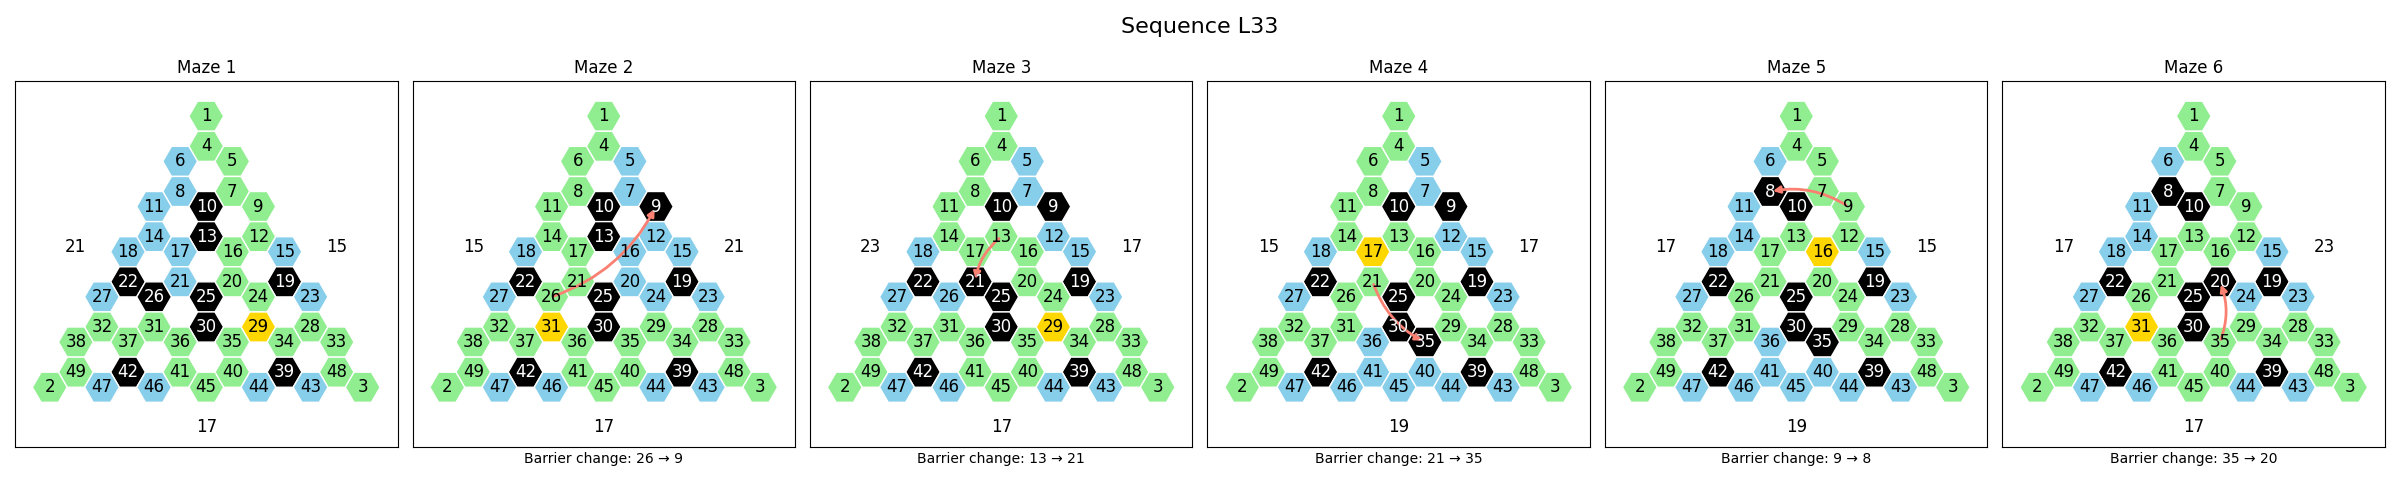 Sequence L33
Maze 1
1
4
6 5
8 7
11 10 9
14 13 12
21 18 17 16 15 15
22 21 20 19
27 26 25 24 23
32 31 30 29 28
38 37 36 35 34 33
49 42 41 40 39 48
2 47 46 45 44 43 3
17
Maze 2
1
4
6 5
8 7
11 10 9
14 13 12
15 18 17 16 15 21
22 21 20 19
27 26 25 24 23
32 31 30 29 28
38 37 36 35 34 33
49 42 41 40 39 48
2 47 46 45 44 43 3
17
Barrier change: 26 → 9
Maze 3
1
4
6 5
8 7
11 10 9
14 13 12
23 18 17 16 15 17
22 21 20 19
27 26 25 24 23
32 31 30 29 28
38 37 36 35 34 33
49 42 41 40 39 48
2 47 46 45 44 43 3
17
Barrier change: 13 → 21
Maze 4
1
4
6 5
8 7
11 10 9
14 13 12
15 18 17 16 15 17
22 21 20 19
27 26 25 24 23
32 31 30 29 28
38 37 36 35 34 33
49 42 41 40 39 48
2 47 46 45 44 43 3
19
Barrier change: 21 → 35
Maze 5
1
4
6 5
8 7
11 10 9
14 13 12
17 18 17 16 15 15
22 21 20 19
27 26 25 24 23
32 31 30 29 28
38 37 36 35 34 33
49 42 41 40 39 48
2 47 46 45 44 43 3
19
Barrier change: 9 → 8
Maze 6
1
4
6 5
8 7
11 10 9
14 13 12
17 18 17 16 15 23
22 21 20 19
27 26 25 24 23
32 31 30 29 28
38 37 36 35 34 33
49 42 41 40 39 48
2 47 46 45 44 43 3
17
Barrier change: 35 → 20